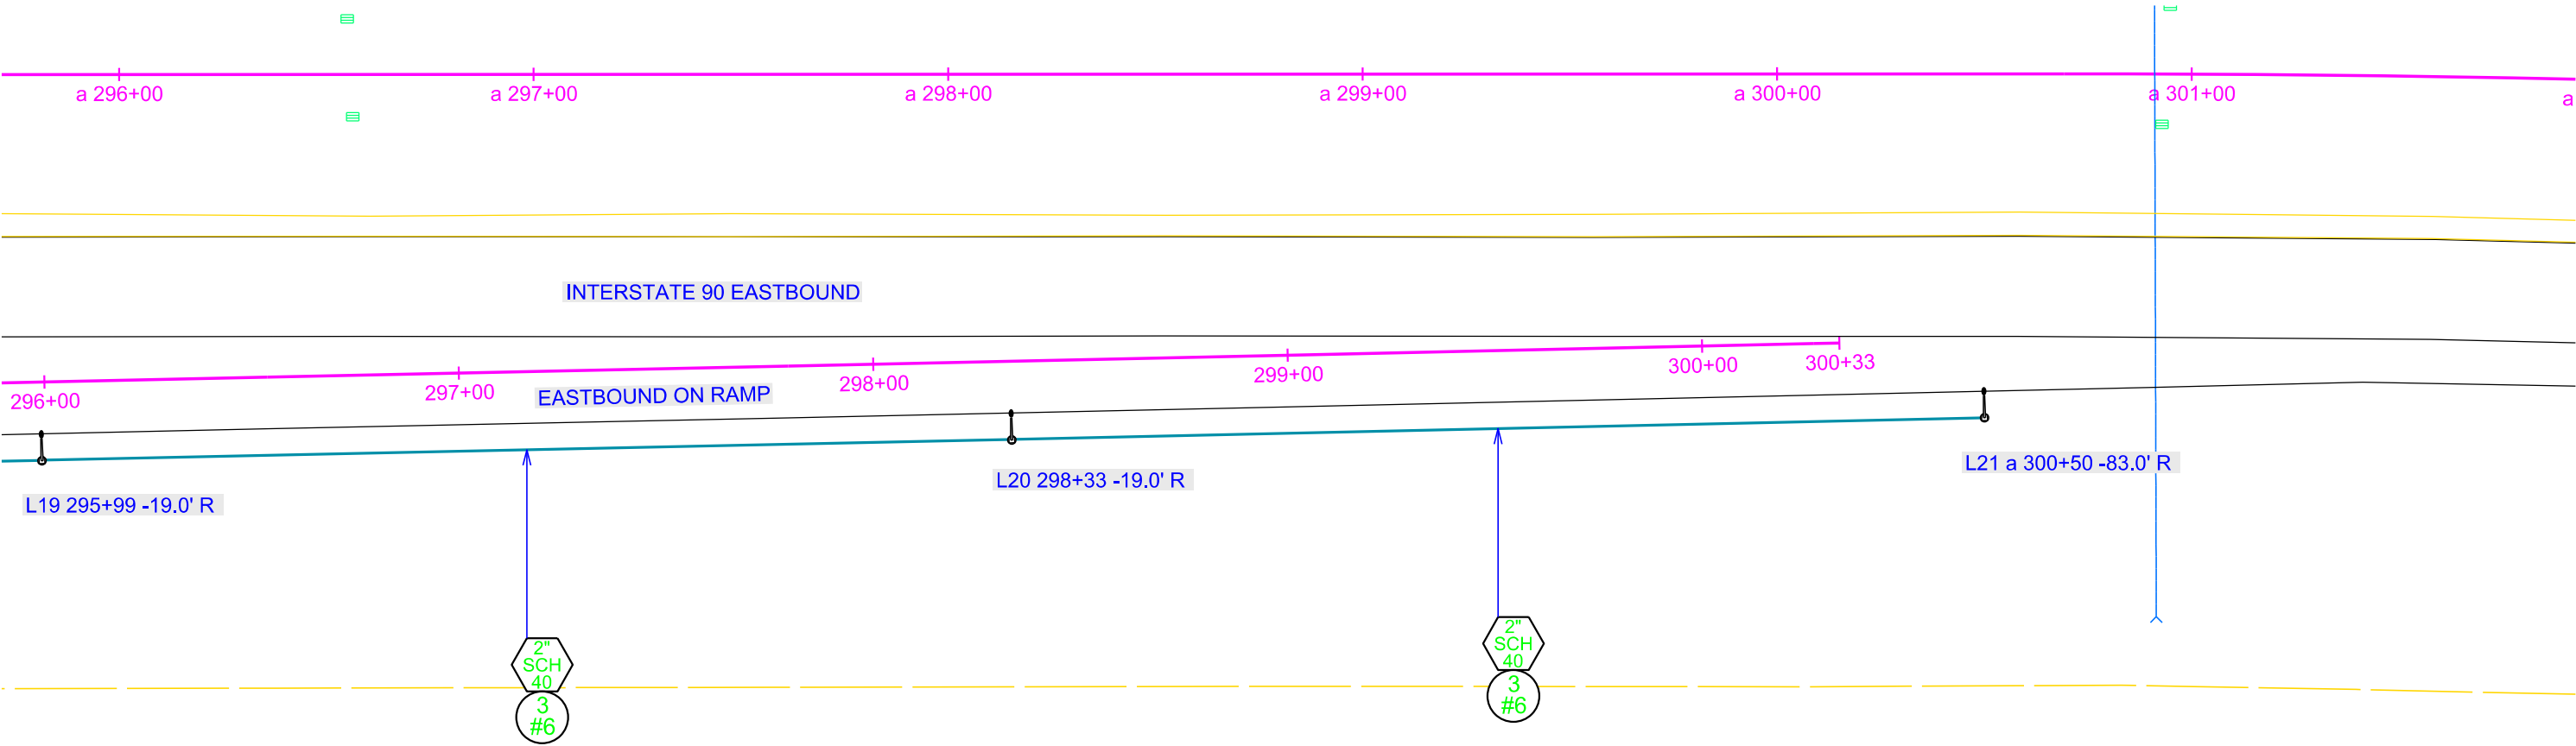 a 296+00
a 297+00
a 298+00
a 299+00
a 300+00
a 301+00
a
INTERSTATE 90 EASTBOUND
296+00
297+00
298+00
299+00
300+00
300+33
EASTBOUND ON RAMP
L19 295+99 -19.0' R
L20 298+33 -19.0' R
L21 a 300+50 -83.0' R
2"
SCH
40
3
#6
2"
SCH
40
3
#6